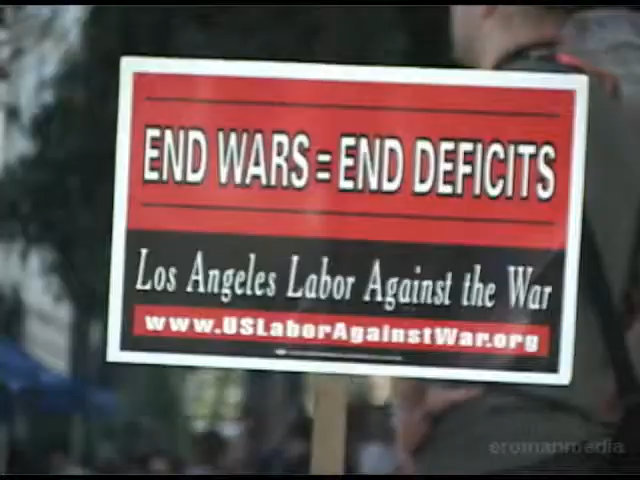 END WARS = END DEFICITS
Los Angeles Labor Against the War
www.USLaborAgainstWar.org
eromanmedia